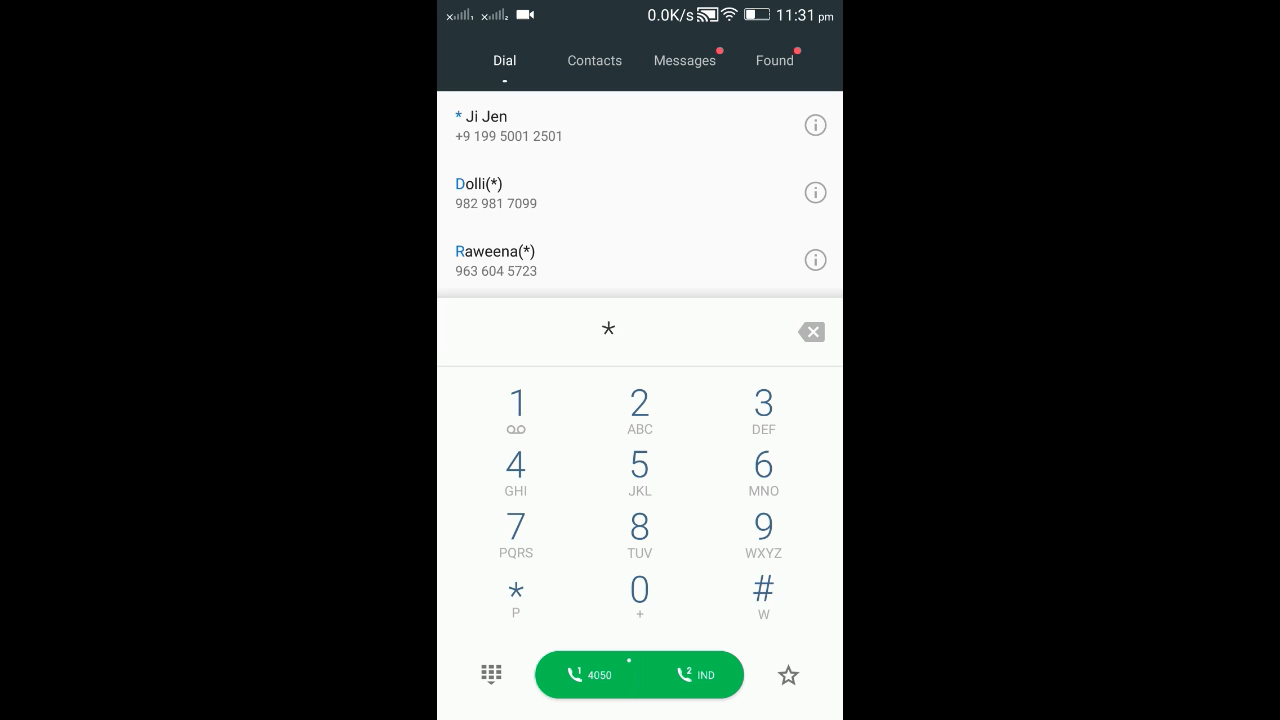 0.0K/s 11:31 pm
Dial Contacts Messages Found
* Ji Jen
+9 199 5001 2501
Dolli(*)
982 981 7099
Raweena(*)
963 604 5723
*
1 2 3
ABC DEF
4 5 6
GHI JKL MNO
7 8 9
PQRS TUV WXYZ
* 0 #
P + W
1 4050 2 IND